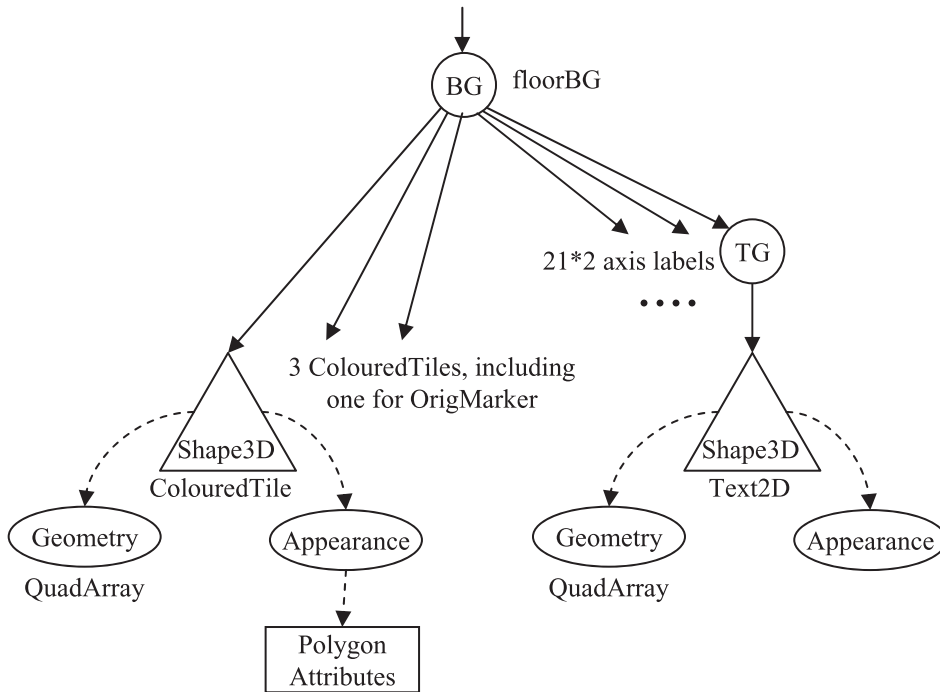 BG
floorBG
21*2 axis labels
TG
3 ColouredTiles, including
one for OrigMarker
Shape3D
ColouredTile
Shape3D
Text2D
Geometry
QuadArray
Appearance
Geometry
QuadArray
Appearance
Polygon
Attributes